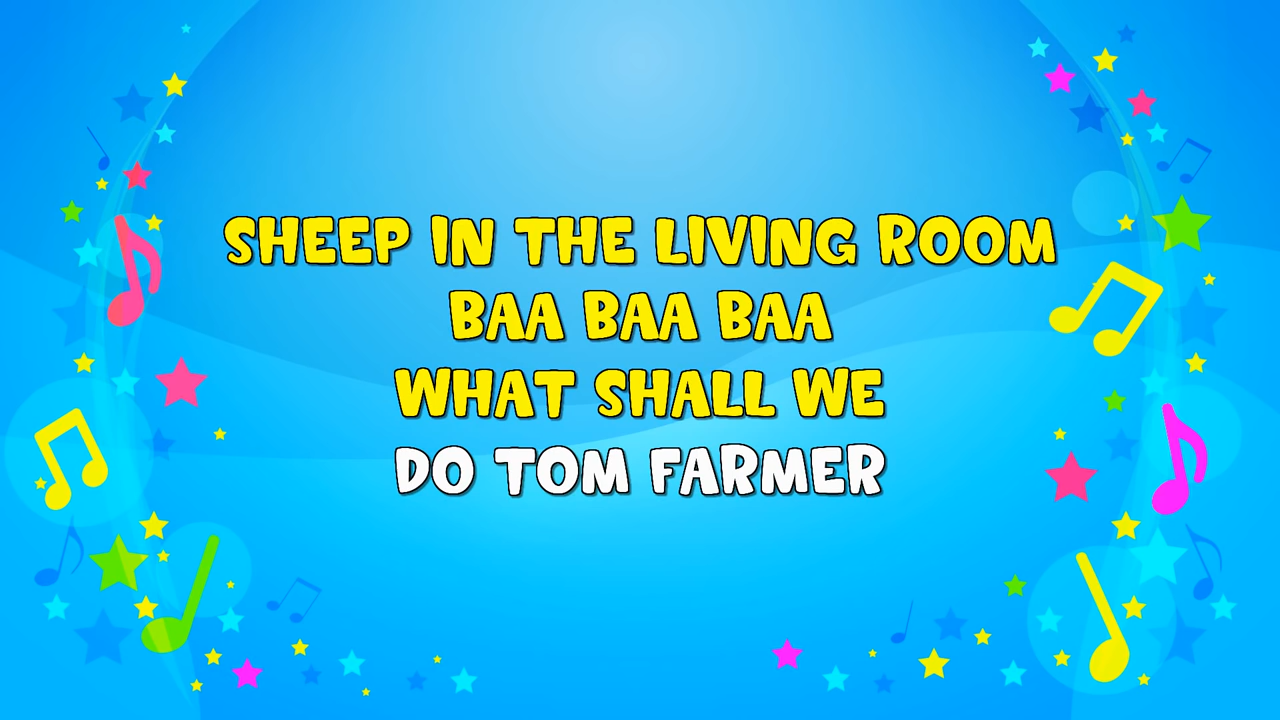 SHEEP IN THE LIVING ROOM
BAA BAA BAA
WHAT SHALL WE
DO TOM FARMER